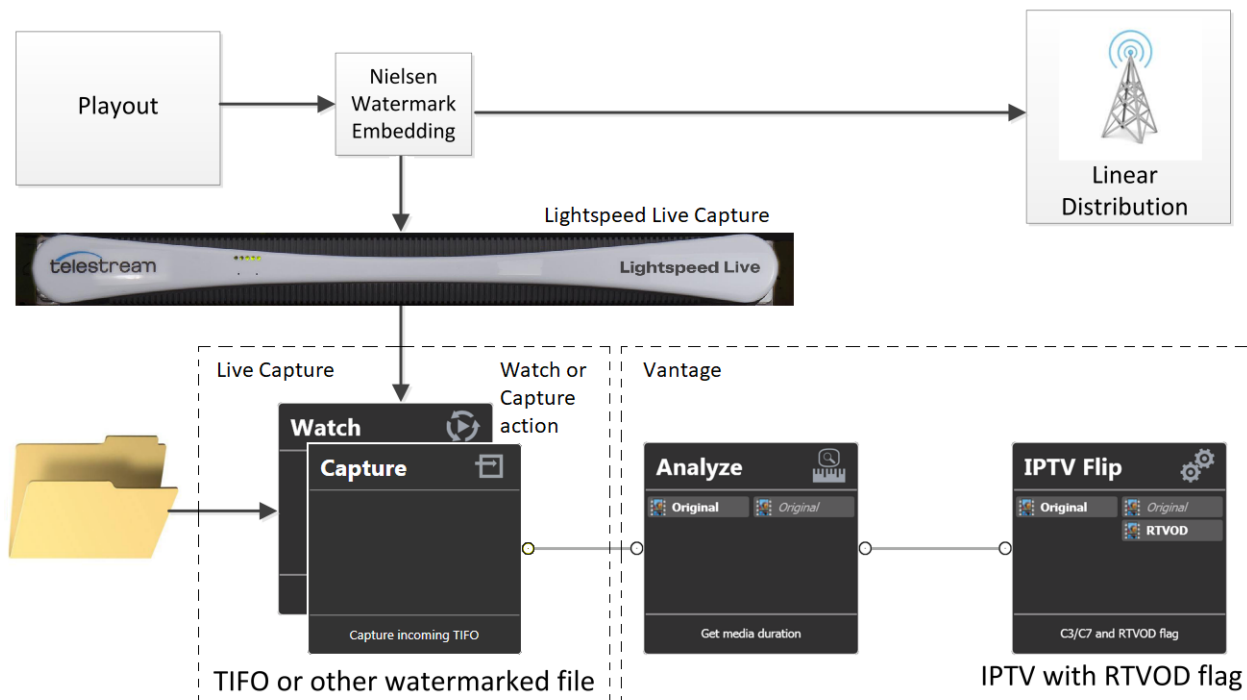 Playout
Nielsen
Watermark
Embedding
Linear
Distribution
Lightspeed Live Capture
telestream
Lightspeed Live
Live Capture
Watch or
Capture
action
Vantage
Watch
Capture
Capture incoming TIFO
Analyze
Original
Original
Get media duration
IPTV Flip
Original
Original
RTVOD
C3/C7 and RTVOD flag
TIFO or other watermarked file
IPTV with RTVOD flag